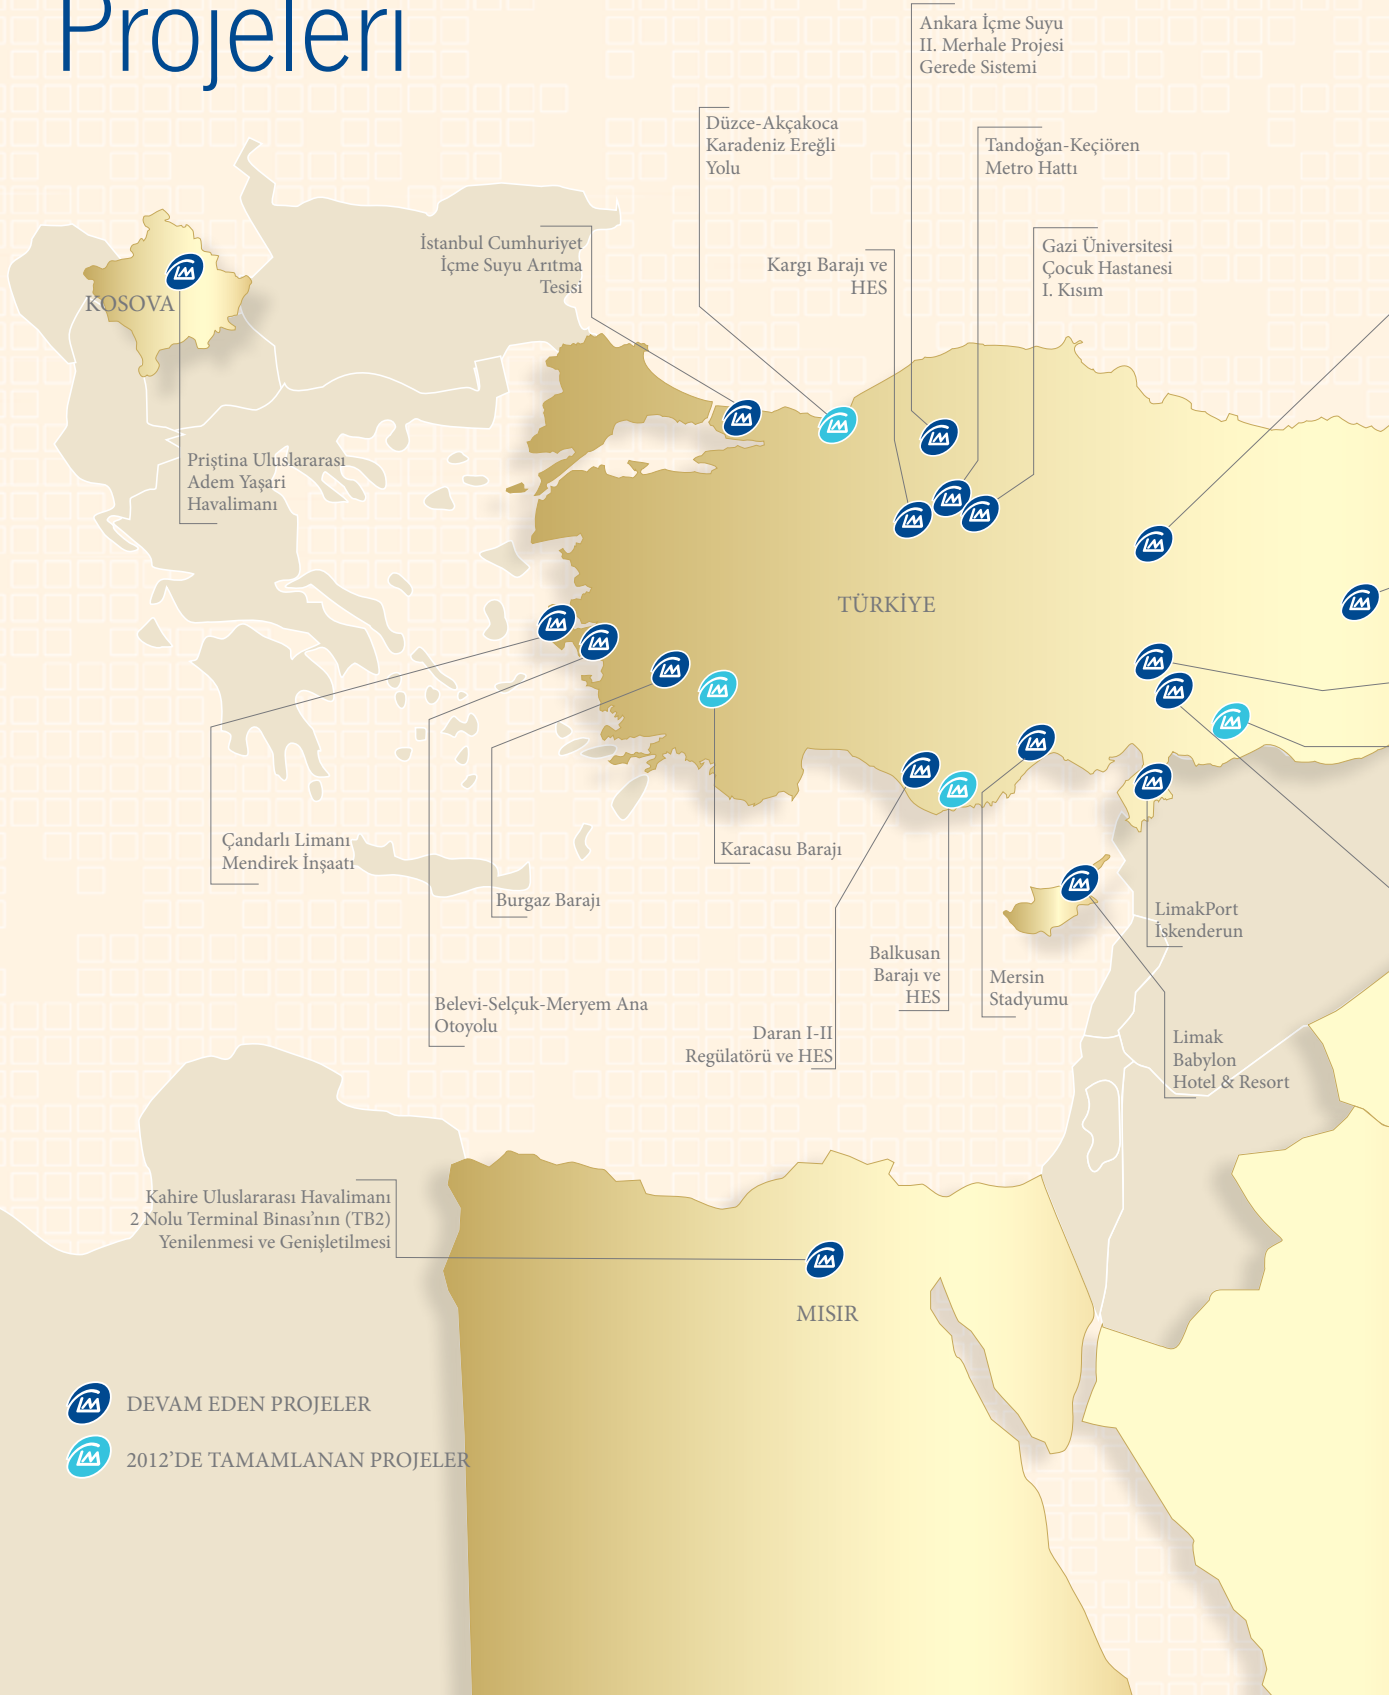 Projeleri
Ankara İçme Suyu
II. Merhale Projesi
Gerede Sistemi
Düzce-Akçakoca
Karadeniz Ereğli
Yolu
Tandoğan-Keçiören
Metro Hattı
İstanbul Cumhuriyet
İçme Suyu Arıtma
Tesisi
Kargı Barajı ve
HES
Gazi Üniversitesi
Çocuk Hastanesi
I. Kısım
KOSOVA
Priştina Uluslararası
Adem Yaşari
Havalimanı
TÜRKİYE
Çandarlı Limanı
Mendirek İnşaatı
Burgaz Barajı
Karacasu Barajı
Belevi-Selçuk-Meryem Ana
Otoyolu
Daran I-II
Regülatörü ve HES
Balkusan
Barajı ve
HES
Mersin
Stadyumu
LimakPort
İskenderun
Limak
Babylon
Hotel & Resort
Kahire Uluslararası Havalimanı
2 Nolu Terminal Binası'nın (TB2)
Yenilenmesi ve Genişletilmesi
MISIR
DEVAM EDEN PROJELER
2012'DE TAMAMLANAN PROJELER